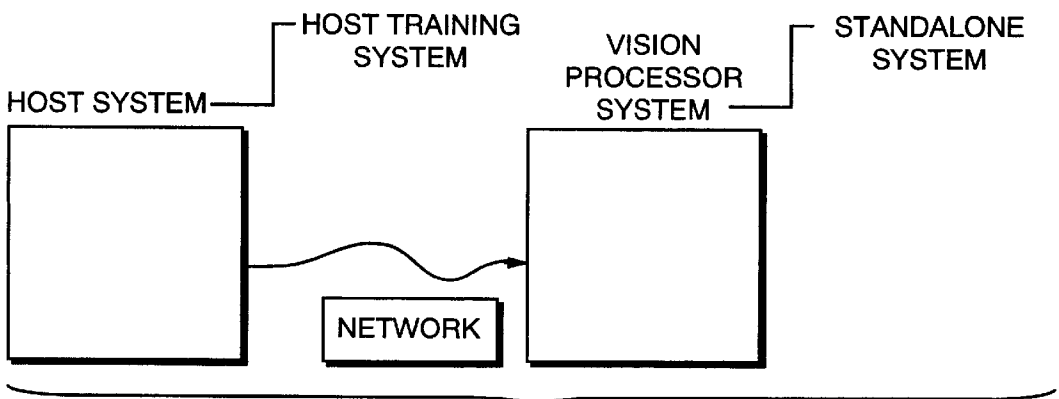 HOST TRAINING
SYSTEM
HOST SYSTEM
VISION
PROCESSOR
SYSTEM
STANDALONE
SYSTEM
NETWORK